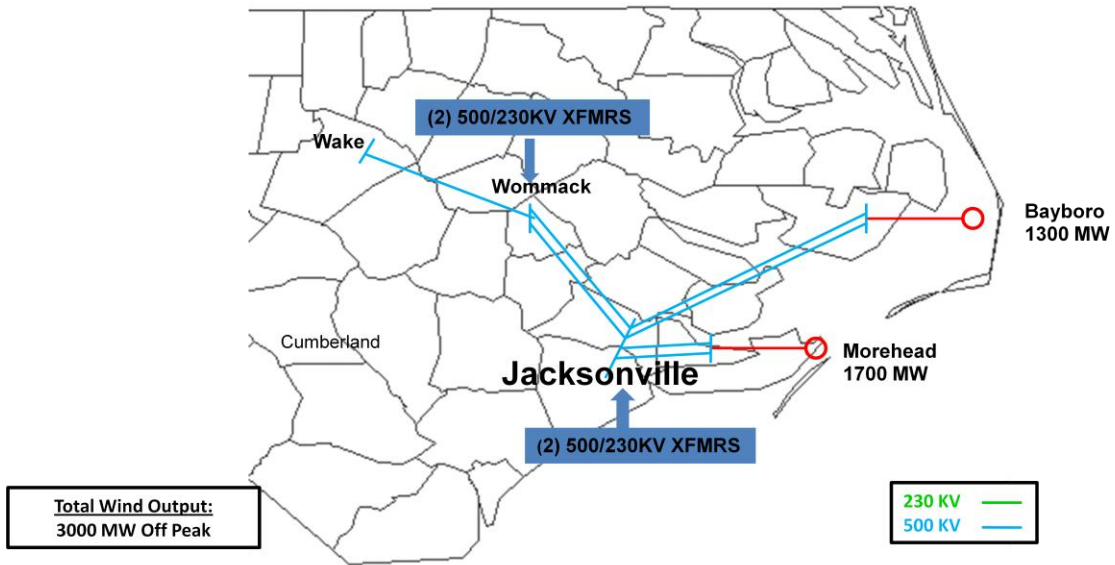 (2) 500/230KV XFMRS
Wake
Wommack
Bayboro
1300 MW
Cumberland
Morehead
1700 MW
Jacksonville
(2) 500/230KV XFMRS
Total Wind Output:
3000 MW Off Peak
230 KV
500 KV